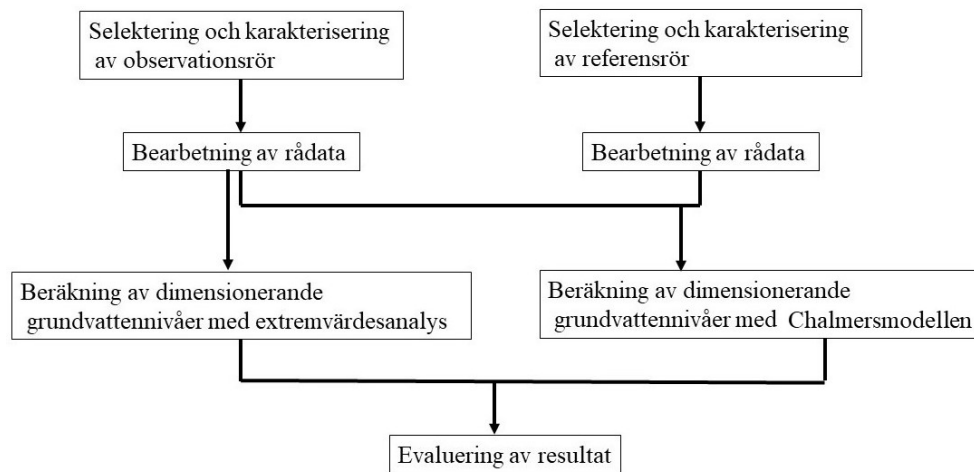 Selektering och karakterisering
av observationsrör
Selektering och karakterisering
av referensrör
Bearbetning av rådata
Bearbetning av rådata
Beräkning av dimensionerande
grundvattennivåer med extremvärdesanalys
Beräkning av dimensionerande
grundvattennivåer med Chalmersmodellen
Evaluering av resultat